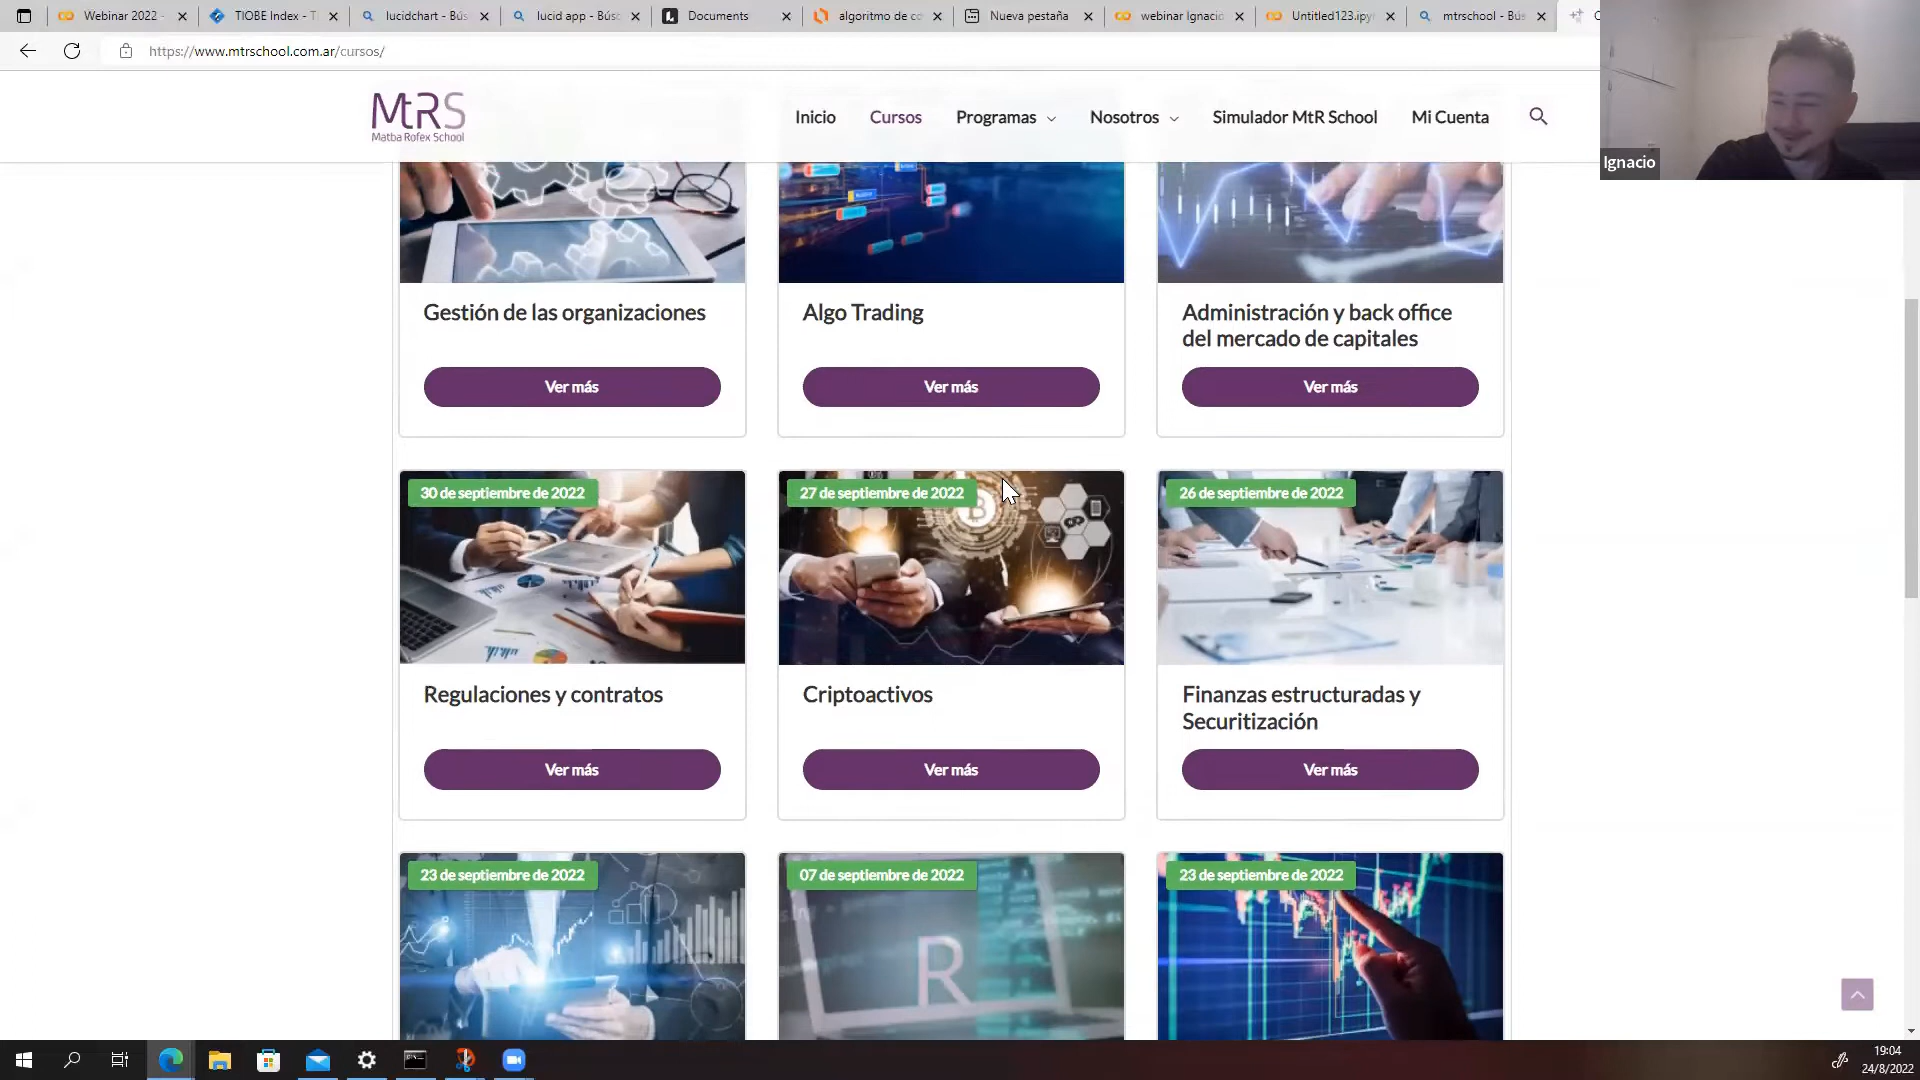 Webinar 2022 -
TIOBE Index - T
lucidchart - Bús
lucid app - Búsc
Documents
algoritmo de co
Nueva pestaña
webinar Ignacio
Untitled123.ipyn
mtrschool - Bús
https://www.mtrschool.com.ar/cursos/
MtRS
Matba Rofex School
Inicio
Cursos
Programas
Nosotros
Simulador MtR School
Mi Cuenta
Ignacio
Gestión de las organizaciones
Algo Trading
Administración y back office
del mercado de capitales
Ver más
Ver más
Ver más
30 de septiembre de 2022
27 de septiembre de 2022
26 de septiembre de 2022
Regulaciones y contratos
Criptoactivos
Finanzas estructuradas y
Securitización
Ver más
Ver más
Ver más
23 de septiembre de 2022
07 de septiembre de 2022
23 de septiembre de 2022
R
19:04
24/8/2022